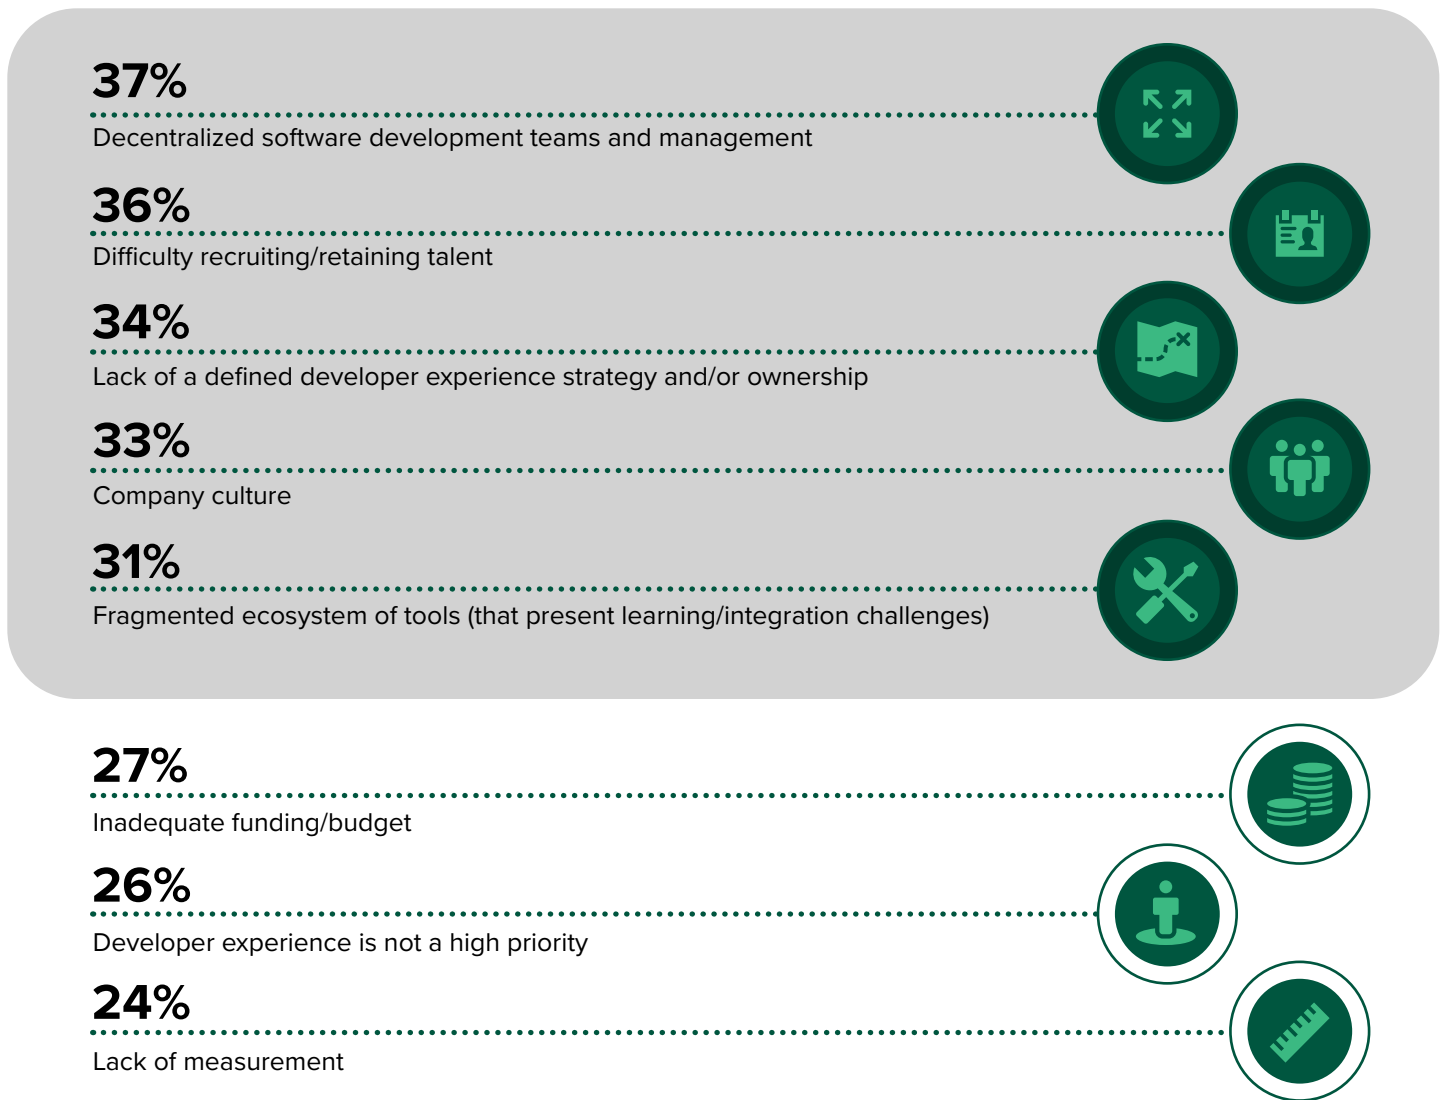 37%
Decentralized software development teams and management
36%
Difficulty recruiting/retaining talent
34%
Lack of a defined developer experience strategy and/or ownership
33%
Company culture
31%
Fragmented ecosystem of tools (that present learning/integration challenges)
27%
Inadequate funding/budget
26%
Developer experience is not a high priority
24%
Lack of measurement